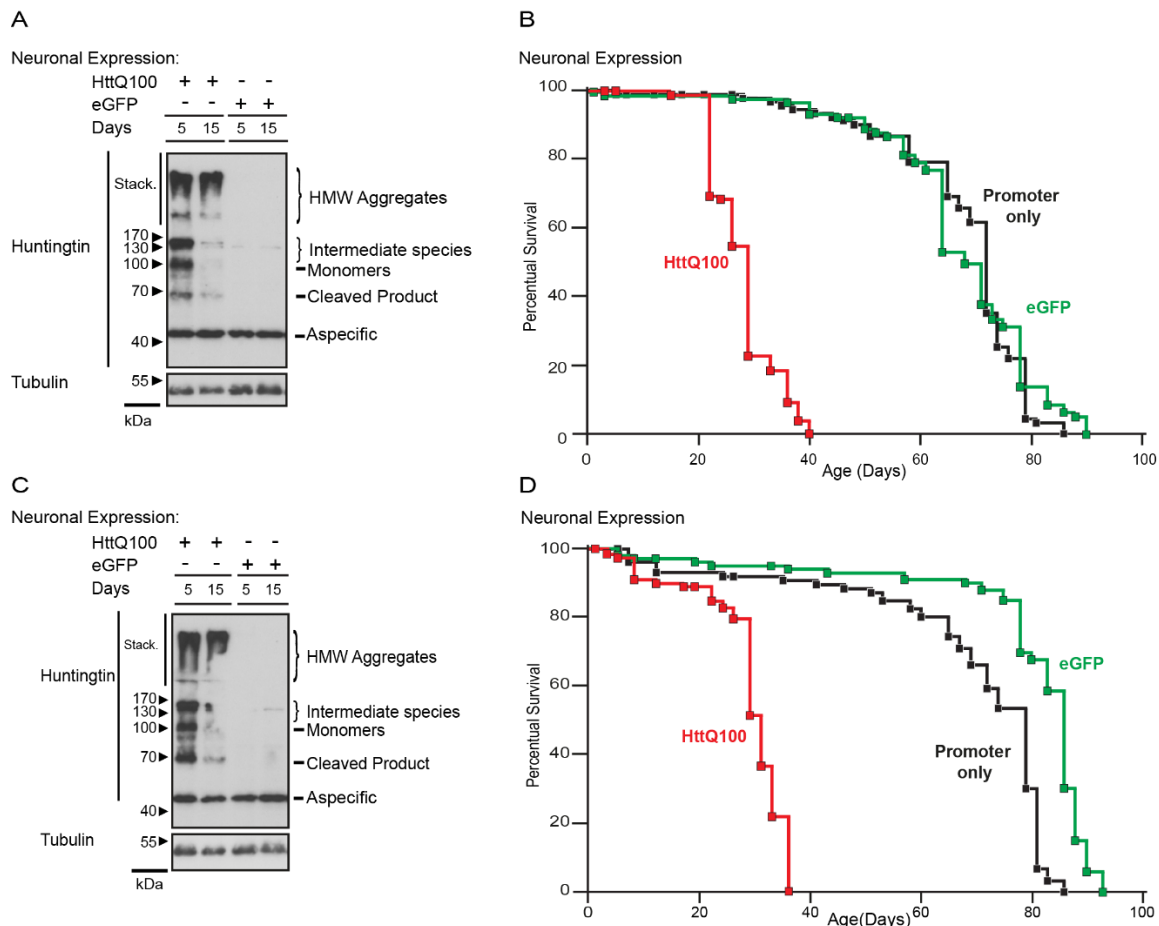 A
Neuronal Expression:
HttQ100 + + - -
eGFP - - + +
Days 5 15 5 15
Stack.
HMW Aggregates
Huntingtin
170
130
Intermediate species
100
Monomers
70
Cleaved Product
Aspecific
40
Tubulin
55
kDa
B
Neuronal Expression
Percentual Survival
100
80
60
40
20
0
HttQ100
Promoter
only
eGFP
0 20 40 60 80 100
Age (Days)
C
Neuronal Expression:
HttQ100 + + - -
eGFP - - + +
Days 5 15 5 15
Stack.
HMW Aggregates
Huntingtin
170
130
Intermediate species
100
Monomers
70
Cleaved Product
Aspecific
40
Tubulin
55
kDa
D
Neuronal Expression
Percentual Survival
100
80
60
40
20
0
eGFP
HttQ100
Promoter
only
0 20 40 60 80 100
Age(Days)